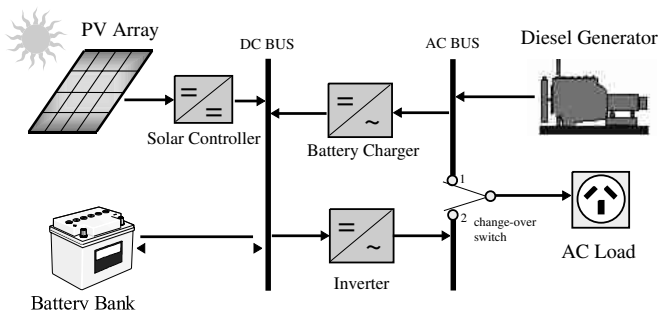 PV Array
DC BUS
AC BUS
Diesel Generator
Solar Controller
Battery Charger
1
2
change-over
switch
AC Load
Inverter
Battery Bank